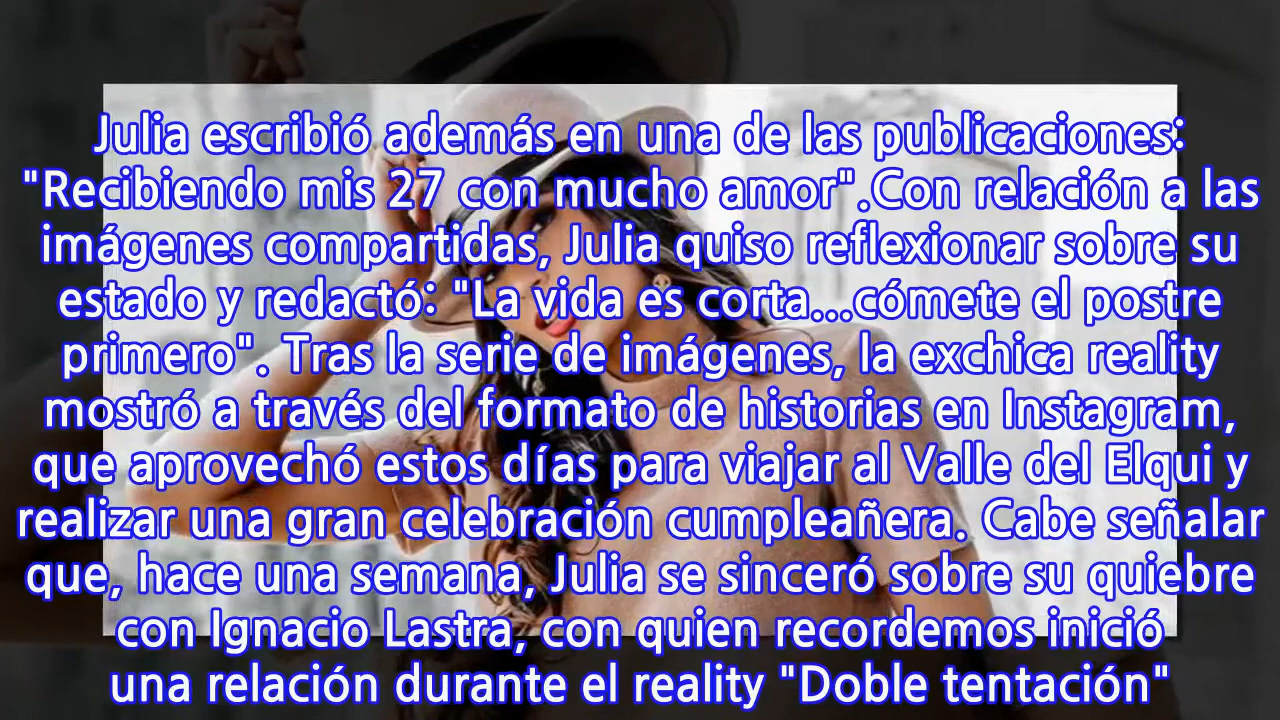 Julia escribió además en una de las publicaciones:
"Recibiendo mis 27 con mucho amor".Con relación a las
imágenes compartidas, Julia quiso reflexionar sobre su
estado y redactó: "La vida es corta...cómete el postre
primero". Tras la serie de imágenes, la exchica reality
mostró a través del formato de historias en Instagram,
que aprovechó estos días para viajar al Valle del Elqui y
realizar una gran celebración cumpleañera. Cabe señalar
que, hace una semana, Julia se sinceró sobre su quiebre
con Ignacio Lastra, con quien recordemos inició
una relación durante el reality "Doble tentación"